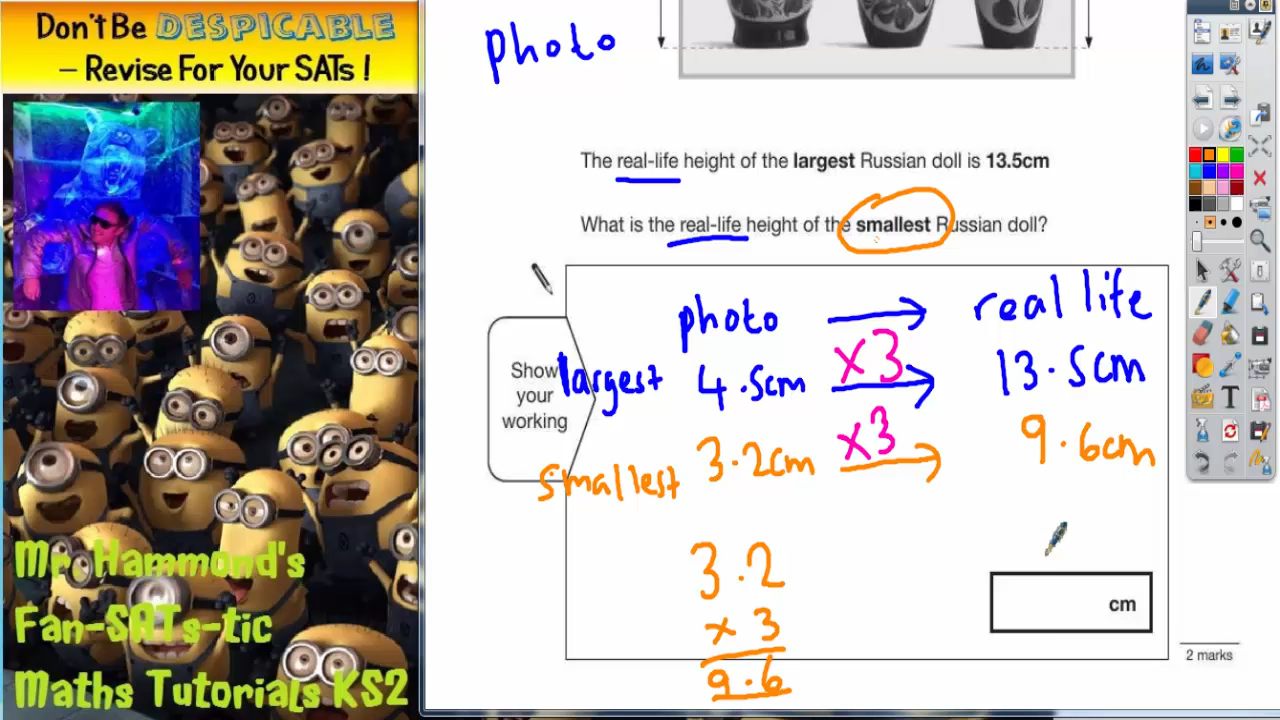 Don't Be DESPICABLE
– Revise For Your SATs !
Mr. Hammond's
Fan-SATs-tic
Maths Tutorials KS2
photo
The real-life height of the largest Russian doll is 13.5cm
What is the real-life height of the smallest Russian doll?
Show
your
working
photo real life
largest 4.5cm x3 13.5cm
smallest 3.2cm x3 9.6cm
3.2
x 3
9.6
cm
2 marks